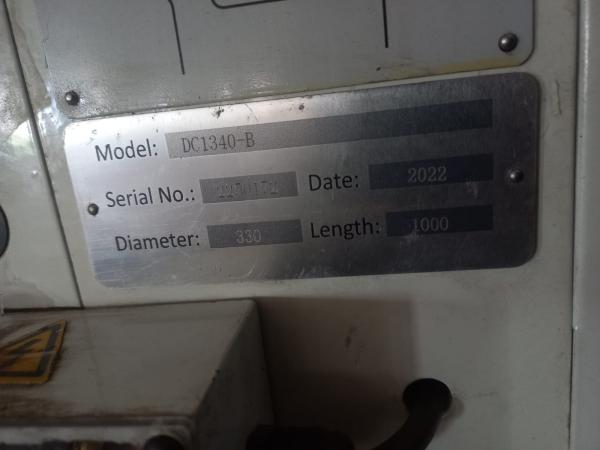 Model: DC1340-B
Serial No.: Date: 2022
Diameter: 330 Length: 1000